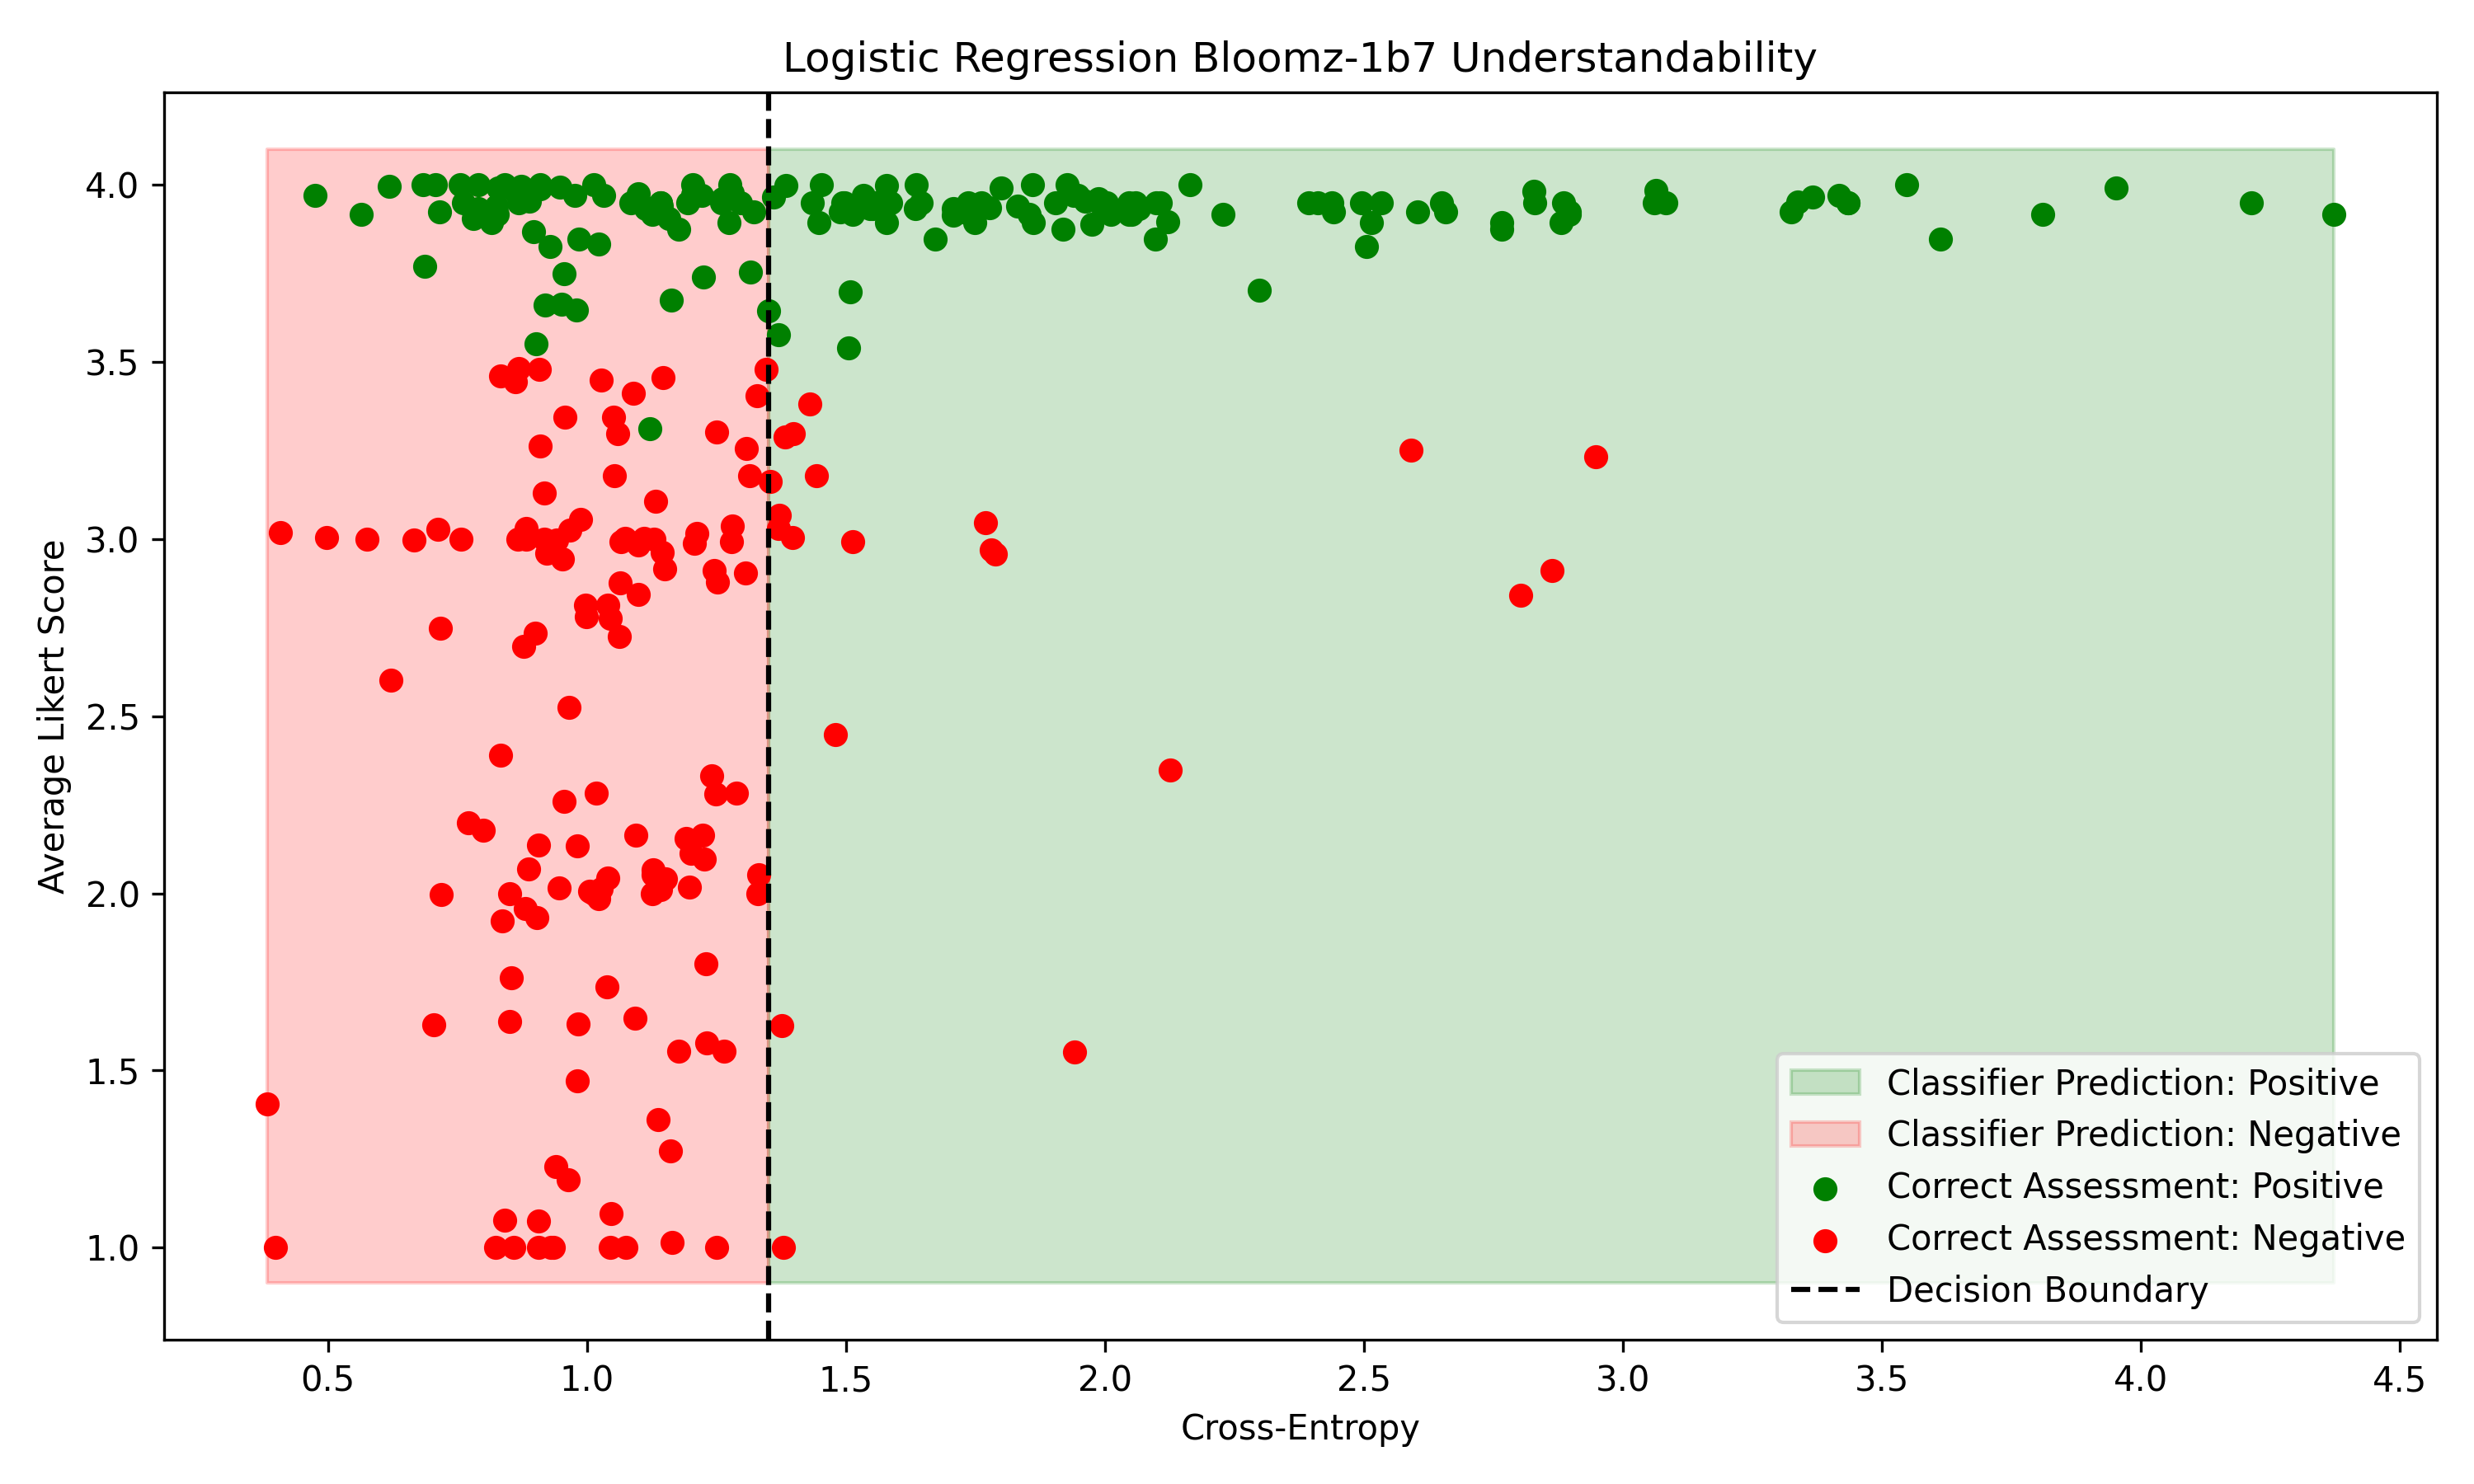 Logistic Regression Bloomz-1b7 Understandability
Average Likert Score
4.0
3.5
3.0
2.5
2.0
1.5
1.0
0.5
1.0
1.5
2.0
2.5
3.0
3.5
4.0
4.5
Cross-Entropy
Classifier Prediction: Positive
Classifier Prediction: Negative
Correct Assessment: Positive
Correct Assessment: Negative
Decision Boundary